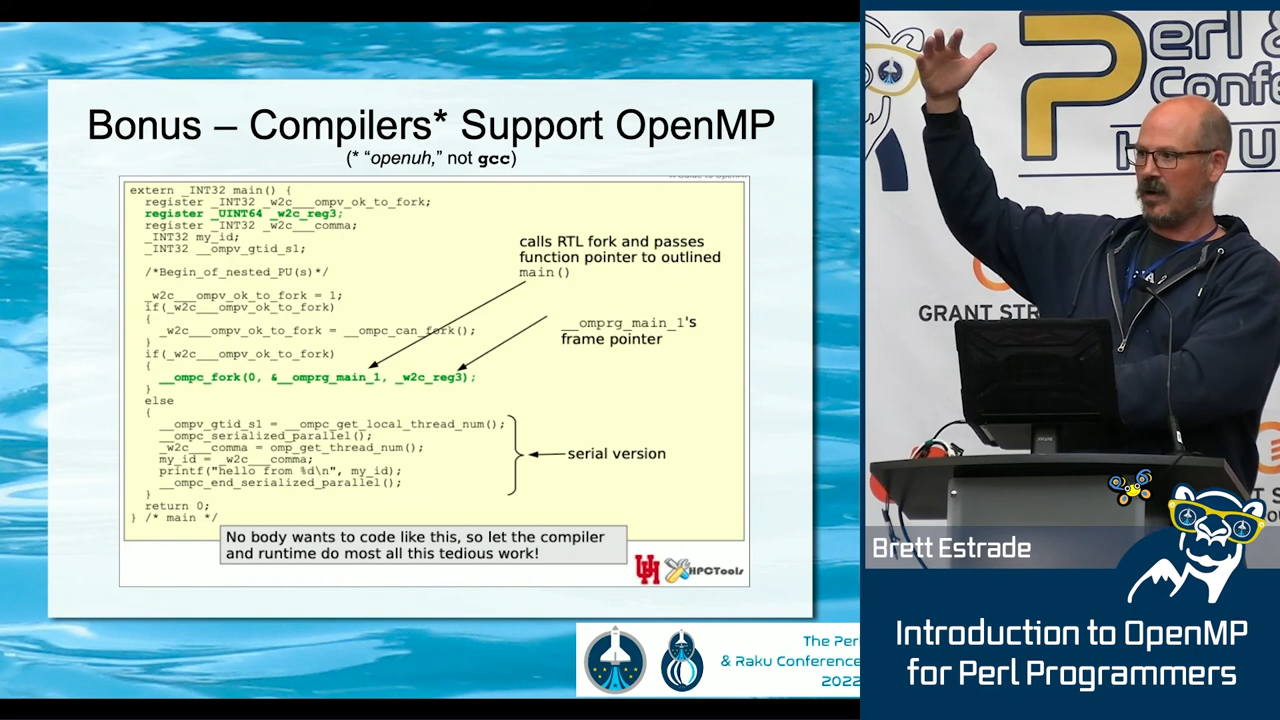 Bonus – Compilers* Support OpenMP
(* “openuh,” not gcc)
extern _INT32 main() {
register _INT32 _w2c___ompv_ok_to_fork;
register _UINT64 _w2c_reg3;
register _INT32 _w2c___comma;
_INT32 my_id;
_INT32 __ompv_gtid_s1;
/*Begin_of_nested_PU(s)*/
_w2c___ompv_ok_to_fork = 1;
if(_w2c___ompv_ok_to_fork)
{
_w2c___ompv_ok_to_fork = __ompc_can_fork();
}
if(_w2c___ompv_ok_to_fork)
{
__ompc_fork(0, &__omprg_main_1, _w2c_reg3);
}
else
{
__ompv_gtid_s1 = __ompc_get_local_thread_num();
__ompc_serialized_parallel();
_w2c___comma = omp_get_thread_num();
my_id = _w2c___comma;
printf("hello from %d\n", my_id);
__ompc_end_serialized_parallel();
}
return 0;
} /* main */
calls RTL fork and passes
function pointer to outlined
main()
__omprg_main_1's
frame pointer
serial version
No body wants to code like this, so let the compiler
and runtime do most all this tedious work!
UH HPCTools
The Per
& Raku Conference
2022
Perl &
Confe
GRANT STR
Brett Estrade
Introduction to OpenMP
for Perl Programmers